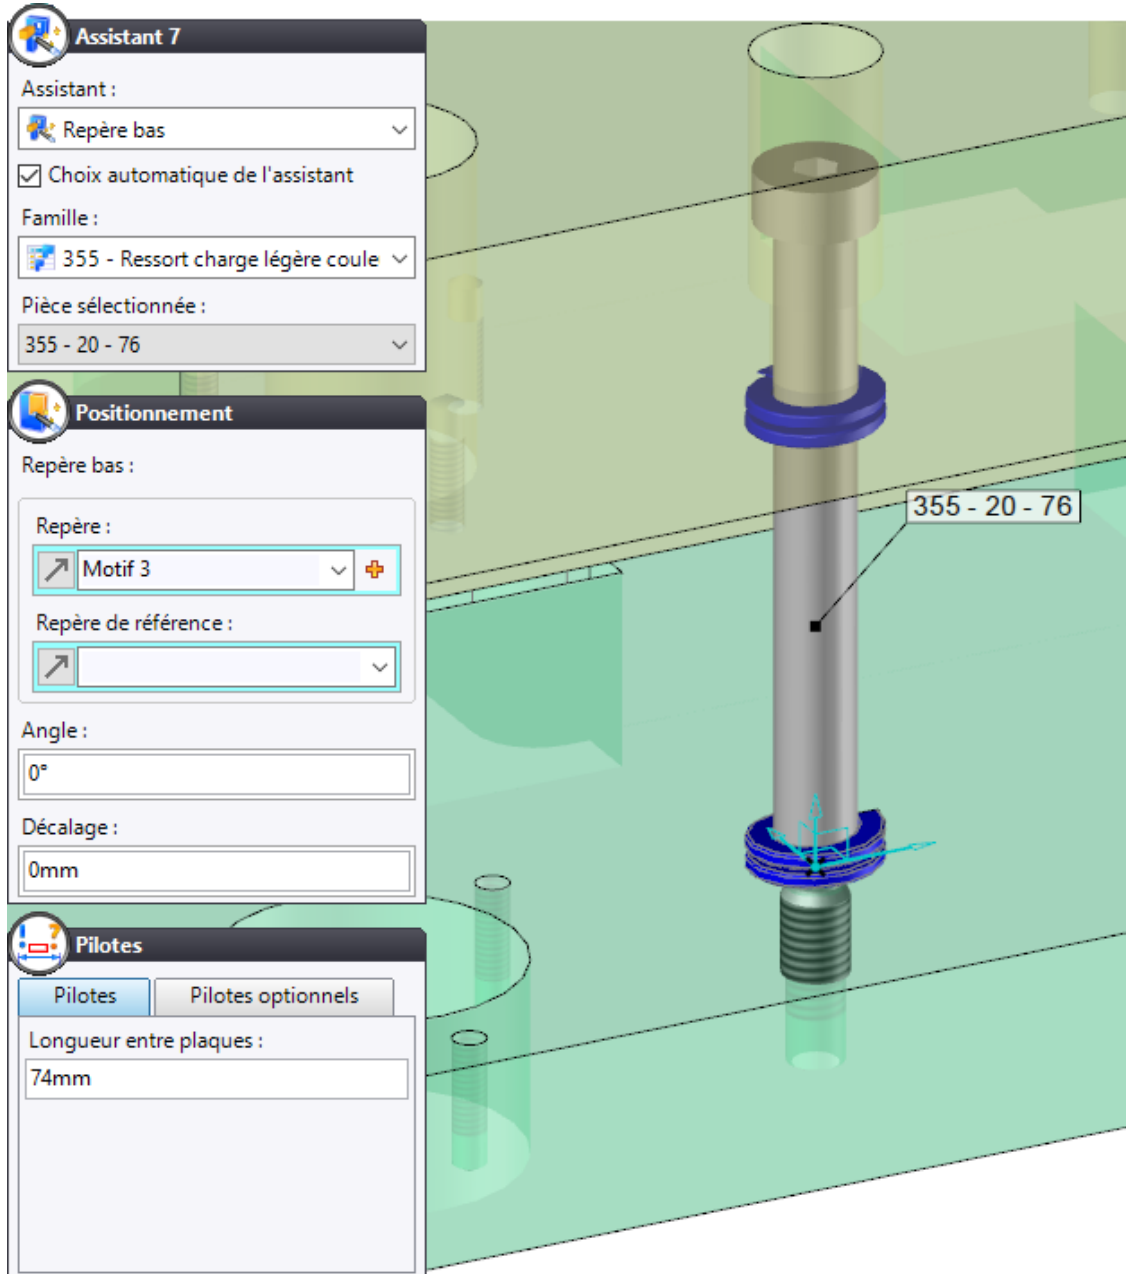 Assistant 7
Assistant :
Repère bas
Choix automatique de l'assistant
Famille :
355 - Ressort charge légère coule
Pièce sélectionnée :
355 - 20 - 76
Positionnement
Repère bas :
Repère :
Motif 3
Repère de référence :
Angle :
0°
Décalage :
0mm
Pilotes
Pilotes
Pilotes optionnels
Longueur entre plaques :
74mm
355 - 20 - 76